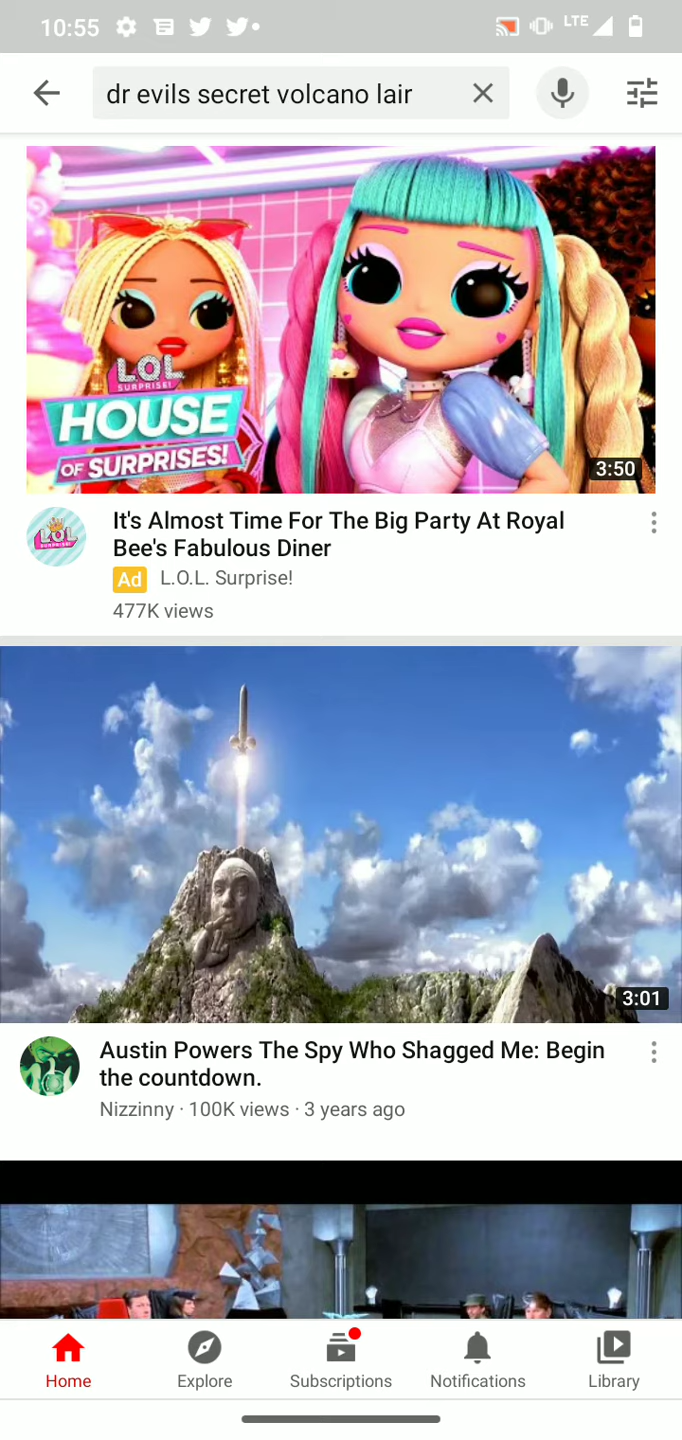 10:55 LTE
dr evils secret volcano lair
LOL
SURPRISE!
HOUSE
OF SURPRISES!
3:50
LOL
It's Almost Time For The Big Party At Royal
Bee's Fabulous Diner
Ad L.O.L. Surprise!
477K views
3:01
Austin Powers The Spy Who Shagged Me: Begin
the countdown.
Nizzinny · 100K views · 3 years ago
Home Explore Subscriptions Notifications Library